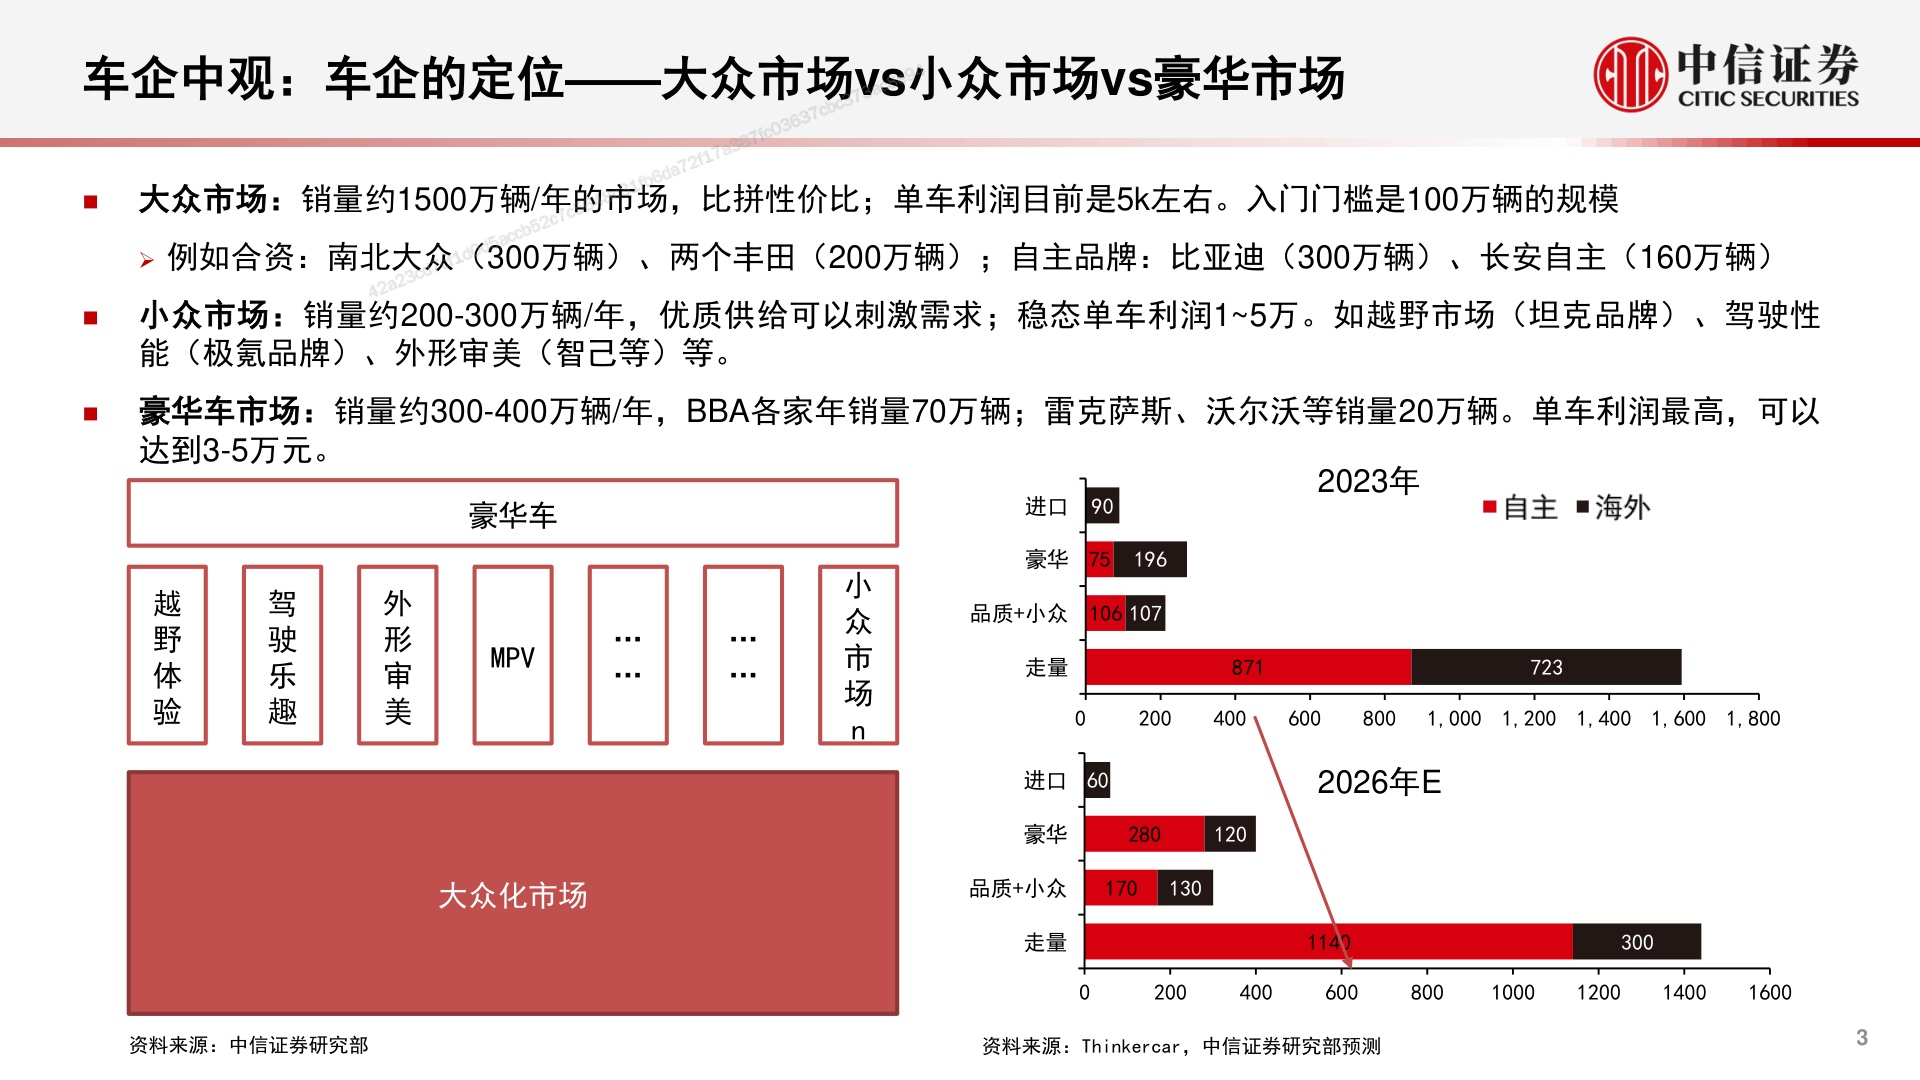 车企中观：车企的定位——大众市场vs小众市场vs豪华市场
中信证券
CITIC SECURITIES
大众市场：销量约1500万辆/年的市场，比拼性价比；单车利润目前是5k左右。入门门槛是100万辆的规模
例如合资：南北大众（300万辆）、两个丰田（200万辆）；自主品牌：比亚迪（300万辆）、长安自主（160万辆）
小众市场：销量约200-300万辆/年，优质供给可以刺激需求；稳态单车利润1~5万。如越野市场（坦克品牌）、驾驶性
能（极氪品牌）、外形审美（智己等）等。
豪华车市场：销量约300-400万辆/年，BBA各家年销量70万辆；雷克萨斯、沃尔沃等销量20万辆。单车利润最高，可以
达到3-5万元。
豪华车
越野体验
驾驶乐趣
外形审美
MPV
……
……
小众市场n
大众化市场
资料来源：中信证券研究部
2023年
自主 海外
进口 90
豪华 75 196
品质+小众 106 107
走量 871 723
0 200 400 600 800 1,000 1,200 1,400 1,600 1,800
2026年E
进口 60
豪华 280 120
品质+小众 170 130
走量 1140 300
0 200 400 600 800 1000 1200 1400 1600
资料来源：Thinkercar，中信证券研究部预测
3